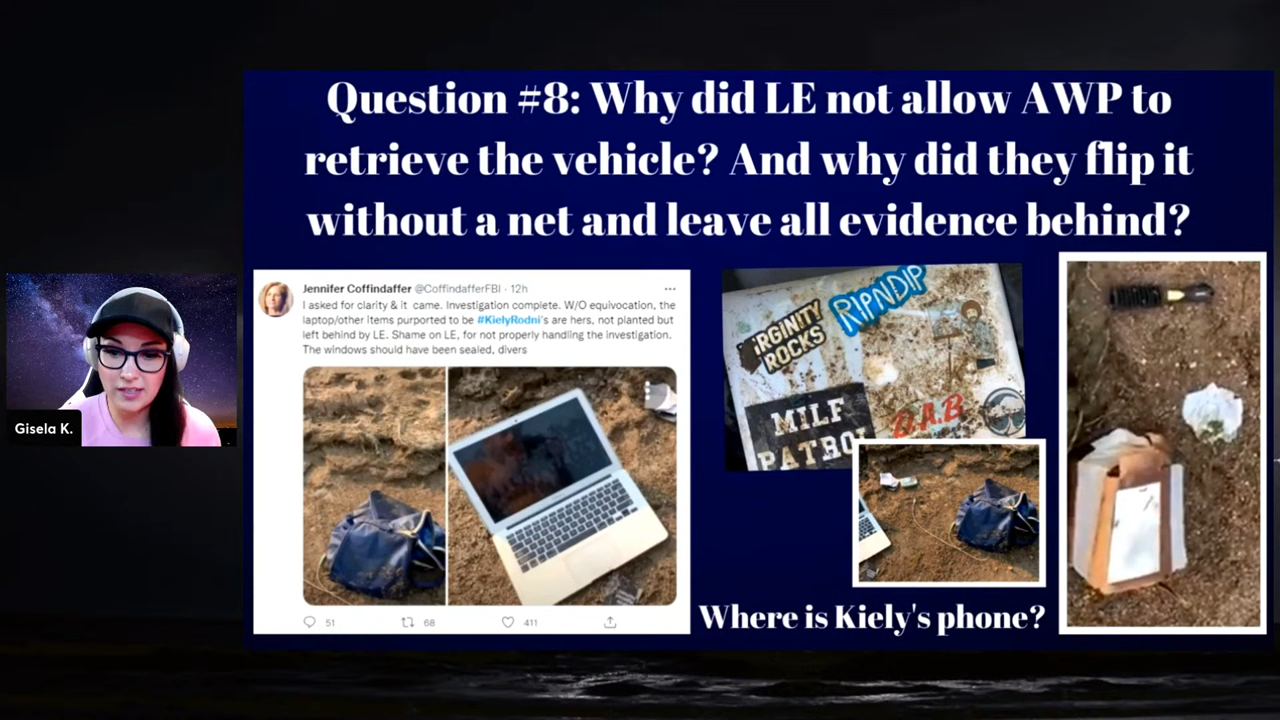 Question #8: Why did LE not allow AWP to
retrieve the vehicle? And why did they flip it
without a net and leave all evidence behind?
Jennifer Coffindaffer @CoffindafferFBI · 12h
I asked for clarity & it came. Investigation complete. W/O equivocation, the
laptop/other items purported to be #KielyRodni's are hers, not planted but
left behind by LE. Shame on LE, for not properly handling the investigation.
The windows should have been sealed, divers
51 68 411
IRGINITY
ROCKS
RIPNDIP
MILF
PATROL
D.A.B
Where is Kiely's phone?
Gisela K.